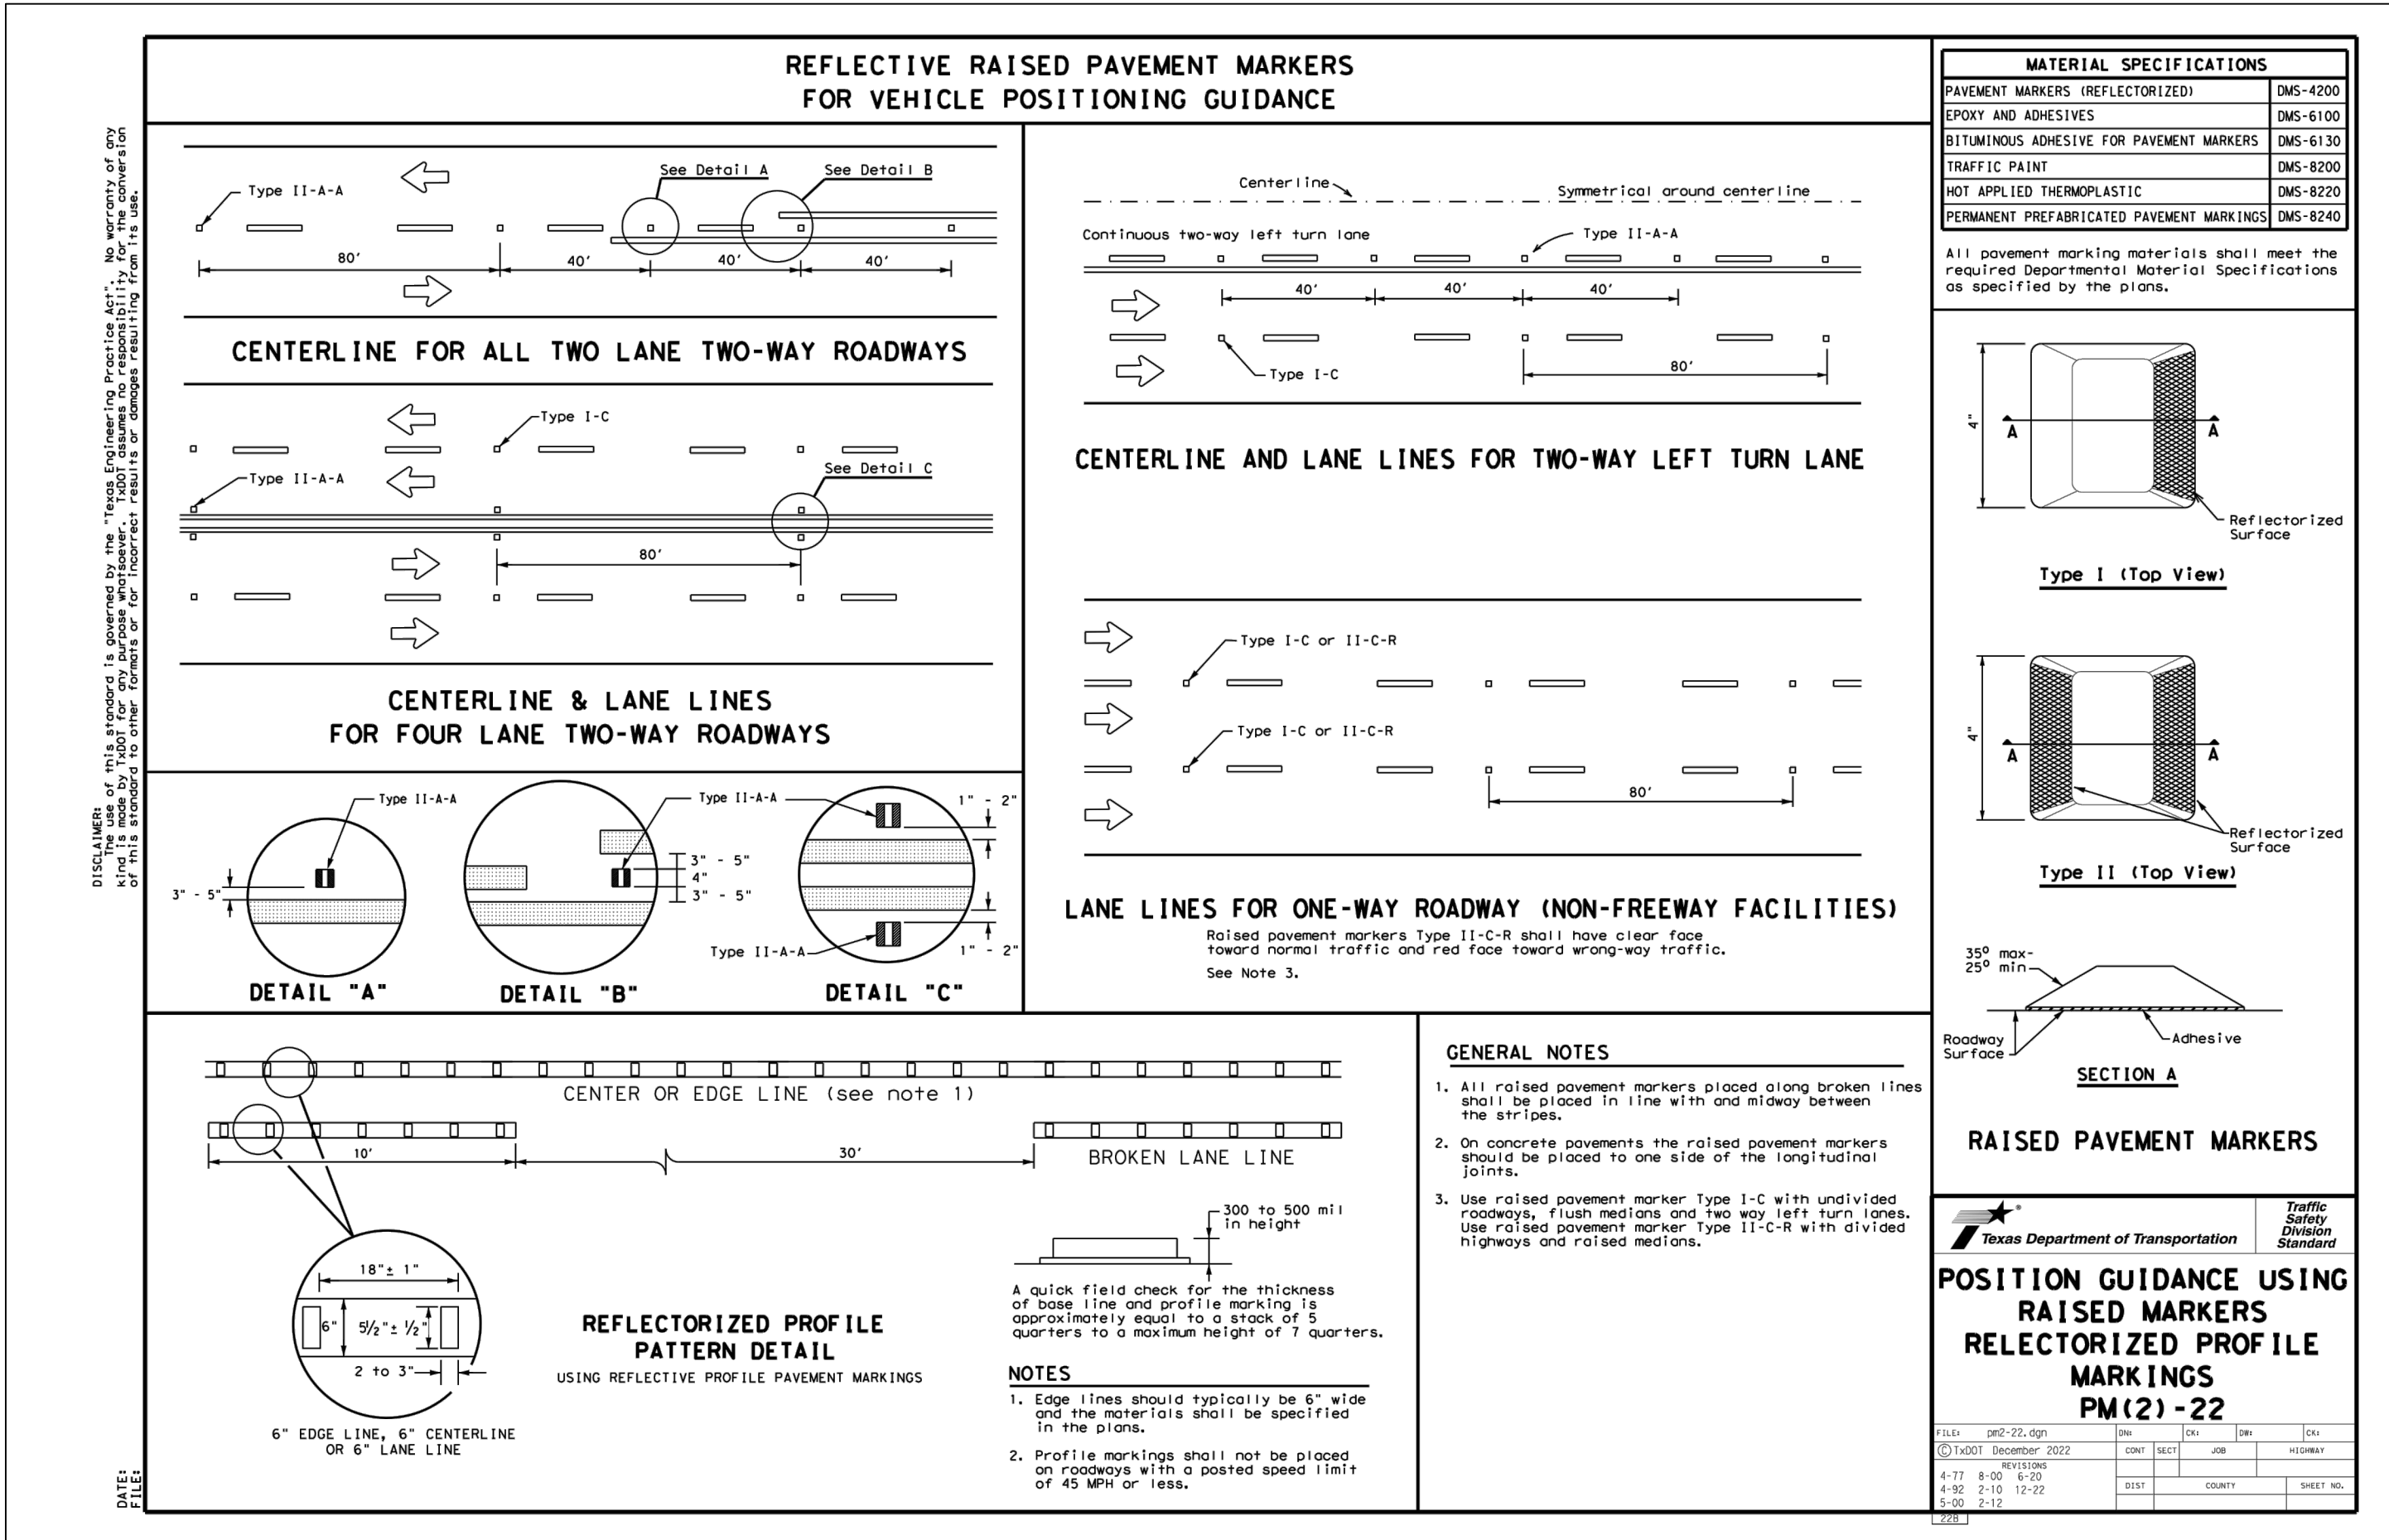 REFLECTIVE RAISED PAVEMENT MARKERS
FOR VEHICLE POSITIONING GUIDANCE
Type II-A-A
See Detail A
See Detail B
80'
40'
40'
40'
CENTERLINE FOR ALL TWO LANE TWO-WAY ROADWAYS
Type I-C
Type II-A-A
See Detail C
80'
CENTERLINE & LANE LINES
FOR FOUR LANE TWO-WAY ROADWAYS
Type II-A-A
3" - 5"
DETAIL "A"
Type II-A-A
3" - 5"
4"
3" - 5"
DETAIL "B"
1" - 2"
Type II-A-A
1" - 2"
DETAIL "C"
Centerline
Symmetrical around centerline
Continuous two-way left turn lane
Type II-A-A
40'
40'
40'
Type I-C
80'
CENTERLINE AND LANE LINES FOR TWO-WAY LEFT TURN LANE
Type I-C or II-C-R
Type I-C or II-C-R
80'
LANE LINES FOR ONE-WAY ROADWAY (NON-FREEWAY FACILITIES)
Raised pavement markers Type II-C-R shall have clear face
toward normal traffic and red face toward wrong-way traffic.
See Note 3.
CENTER OR EDGE LINE (see note 1)
10'
30'
BROKEN LANE LINE
18"± 1"
6"
5½"± ½"
2 to 3"
6" EDGE LINE, 6" CENTERLINE
OR 6" LANE LINE
REFLECTORIZED PROFILE
PATTERN DETAIL
USING REFLECTIVE PROFILE PAVEMENT MARKINGS
300 to 500 mil
in height
A quick field check for the thickness
of base line and profile marking is
approximately equal to a stack of 5
quarters to a maximum height of 7 quarters.
NOTES
1. Edge lines should typically be 6" wide
and the materials shall be specified
in the plans.
2. Profile markings shall not be placed
on roadways with a posted speed limit
of 45 MPH or less.
GENERAL NOTES
1. All raised pavement markers placed along broken lines
shall be placed in line with and midway between
the stripes.
2. On concrete pavements the raised pavement markers
should be placed to one side of the longitudinal
joints.
3. Use raised pavement marker Type I-C with undivided
roadways, flush medians and two way left turn lanes.
Use raised pavement marker Type II-C-R with divided
highways and raised medians.
MATERIAL SPECIFICATIONS
PAVEMENT MARKERS (REFLECTORIZED) DMS-4200
EPOXY AND ADHESIVES DMS-6100
BITUMINOUS ADHESIVE FOR PAVEMENT MARKERS DMS-6130
TRAFFIC PAINT DMS-8200
HOT APPLIED THERMOPLASTIC DMS-8220
PERMANENT PREFABRICATED PAVEMENT MARKINGS DMS-8240
All pavement marking materials shall meet the
required Departmental Material Specifications
as specified by the plans.
4"
A
A
Reflectorized
Surface
Type I (Top View)
4"
A
A
Reflectorized
Surface
Type II (Top View)
35° max-
25° min
Roadway
Surface
Adhesive
SECTION A
RAISED PAVEMENT MARKERS
Texas Department of Transportation
Traffic
Safety
Division
Standard
POSITION GUIDANCE USING
RAISED MARKERS
RELECTORIZED PROFILE
MARKINGS
PM(2)-22
FILE: pm2-22.dgn DN: CK: DW: CK:
© TxDOT December 2022 CONT SECT JOB HIGHWAY
REVISIONS
4-77 8-00 6-20
4-92 2-10 12-22
5-00 2-12
DIST COUNTY SHEET NO.
22B
DISCLAIMER:
The use of this standard is governed by the "Texas Engineering Practice Act". No warranty of any
kind is made by TxDOT for any purpose whatsoever. TxDOT assumes no responsibility for the conversion
of this standard to other formats or for incorrect results or damages resulting from its use.
DATE:
FILE: